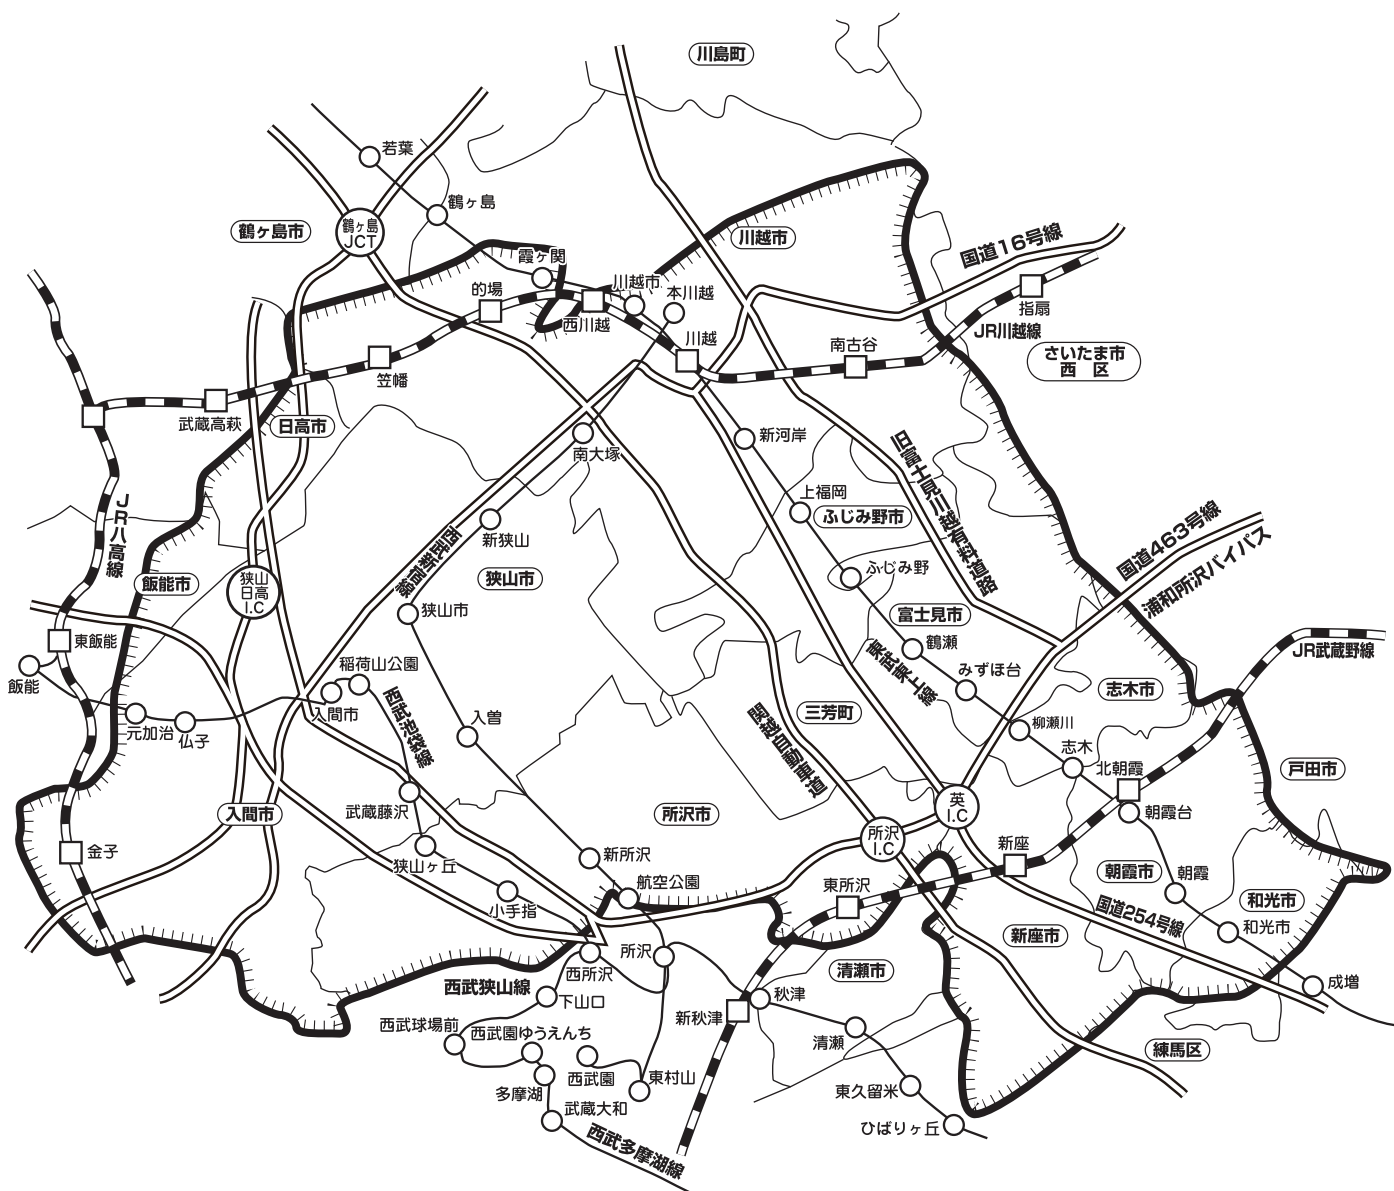 川島町
若葉
鶴ヶ島
鶴ヶ島市
鶴ヶ島
JCT
川越市
国道16号線
霞ヶ関
川越市
本川越
的場
西川越
指扇
JR川越線
川越
南古谷
さいたま市
西 区
笠幡
武蔵高萩
日高市
新河岸
南大塚
旧富士見川越有料道路
上福岡
ふじみ野市
JR八高線
新狭山
西武新宿線
国道463号線
浦和所沢バイパス
狭山市
ふじみ野
飯能市
狭山
日高
I.C
狭山市
富士見市
東飯能
鶴瀬
JR武蔵野線
飯能
稲荷山公園
東武東上線
みずほ台
志木市
入間市
元加治
仏子
西武池袋線
入曽
関越自動車道
三芳町
柳瀬川
志木
北朝霞
戸田市
武蔵藤沢
入間市
所沢市
英
I.C
朝霞台
所沢
I.C
新座
金子
狭山ヶ丘
新所沢
朝霞市
朝霞
航空公園
東所沢
和光市
小手指
国道254号線
新座市
和光市
所沢
西所沢
清瀬市
成増
西武狭山線
下山口
秋津
新秋津
西武球場前
西武園ゆうえんち
清瀬
練馬区
西武園
東村山
多摩湖
東久留米
武蔵大和
ひばりヶ丘
西武多摩湖線